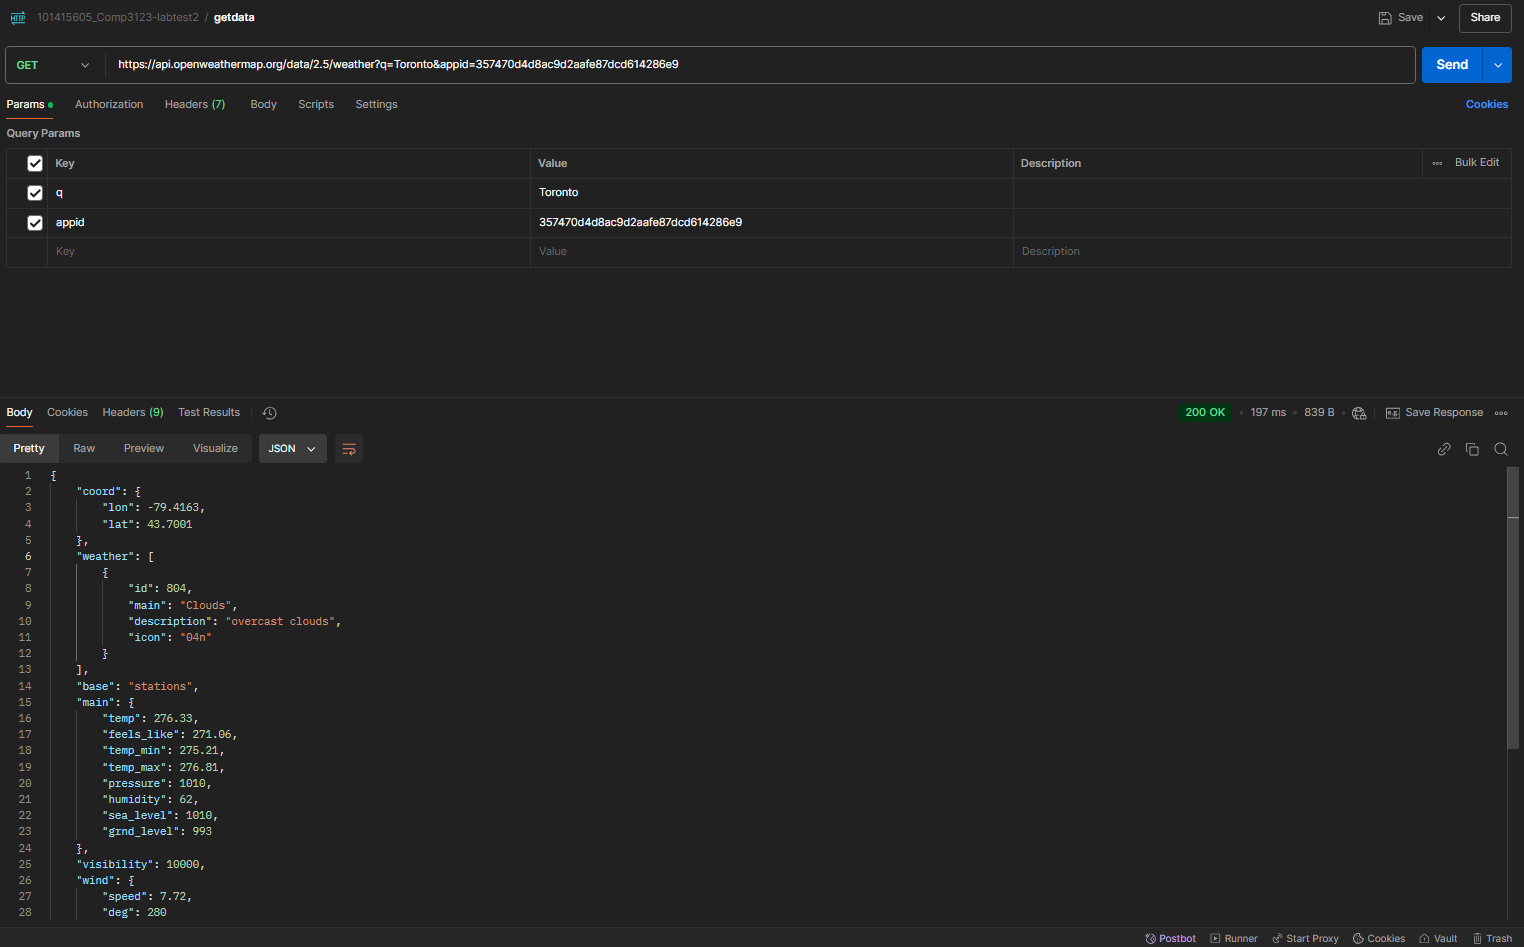 HTTP 101415605_Comp3123-labtest2 / getdata Save Share
GET https://api.openweathermap.org/data/2.5/weather?q=Toronto&appid=357470d4d8ac9d2aafe87dcd614286e9 Send
Params Authorization Headers (7) Body Scripts Settings Cookies
Query Params
Key Value Description Bulk Edit
q Toronto
appid 357470d4d8ac9d2aafe87dcd614286e9
Key Value Description
Body Cookies Headers (9) Test Results 200 OK 197 ms 839 B Save Response
Pretty Raw Preview Visualize JSON
1 {
2 "coord": {
3 "lon": -79.4163,
4 "lat": 43.7001
5 },
6 "weather": [
7 {
8 "id": 804,
9 "main": "Clouds",
10 "description": "overcast clouds",
11 "icon": "04n"
12 }
13 ],
14 "base": "stations",
15 "main": {
16 "temp": 276.33,
17 "feels_like": 271.06,
18 "temp_min": 275.21,
19 "temp_max": 276.81,
20 "pressure": 1010,
21 "humidity": 62,
22 "sea_level": 1010,
23 "grnd_level": 993
24 },
25 "visibility": 10000,
26 "wind": {
27 "speed": 7.72,
28 "deg": 280
Postbot Runner Start Proxy Cookies Vault Trash